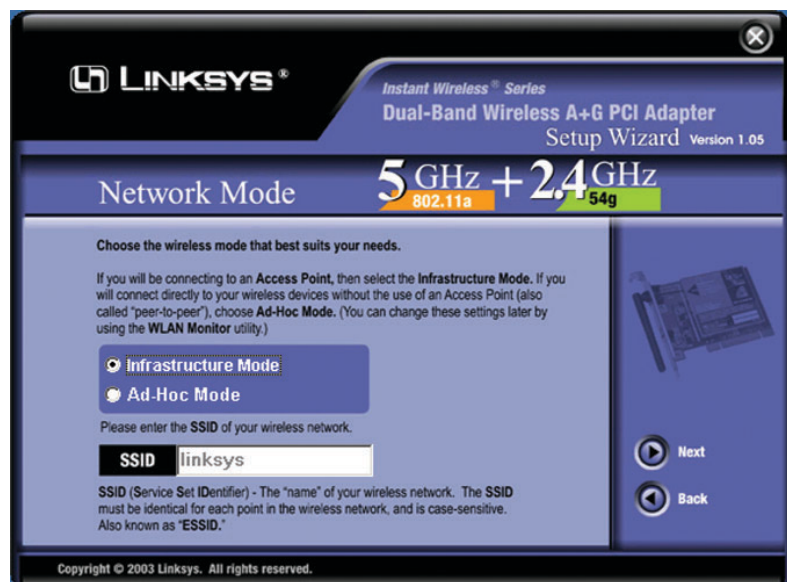 LINKSYS®
Instant Wireless® Series
Dual-Band Wireless A+G PCI Adapter
Setup Wizard Version 1.05
Network Mode
5 GHz + 2.4 GHz
802.11a
54g
Choose the wireless mode that best suits your needs.
If you will be connecting to an Access Point, then select the Infrastructure Mode. If you
will connect directly to your wireless devices without the use of an Access Point (also
called "peer-to-peer"), choose Ad-Hoc Mode. (You can change these settings later by
using the WLAN Monitor utility.)
Infrastructure Mode
Ad-Hoc Mode
Please enter the SSID of your wireless network.
SSID linksys
SSID (Service Set IDentifier) - The "name" of your wireless network. The SSID
must be identical for each point in the wireless network, and is case-sensitive.
Also known as "ESSID."
Next
Back
Copyright © 2003 Linksys. All rights reserved.